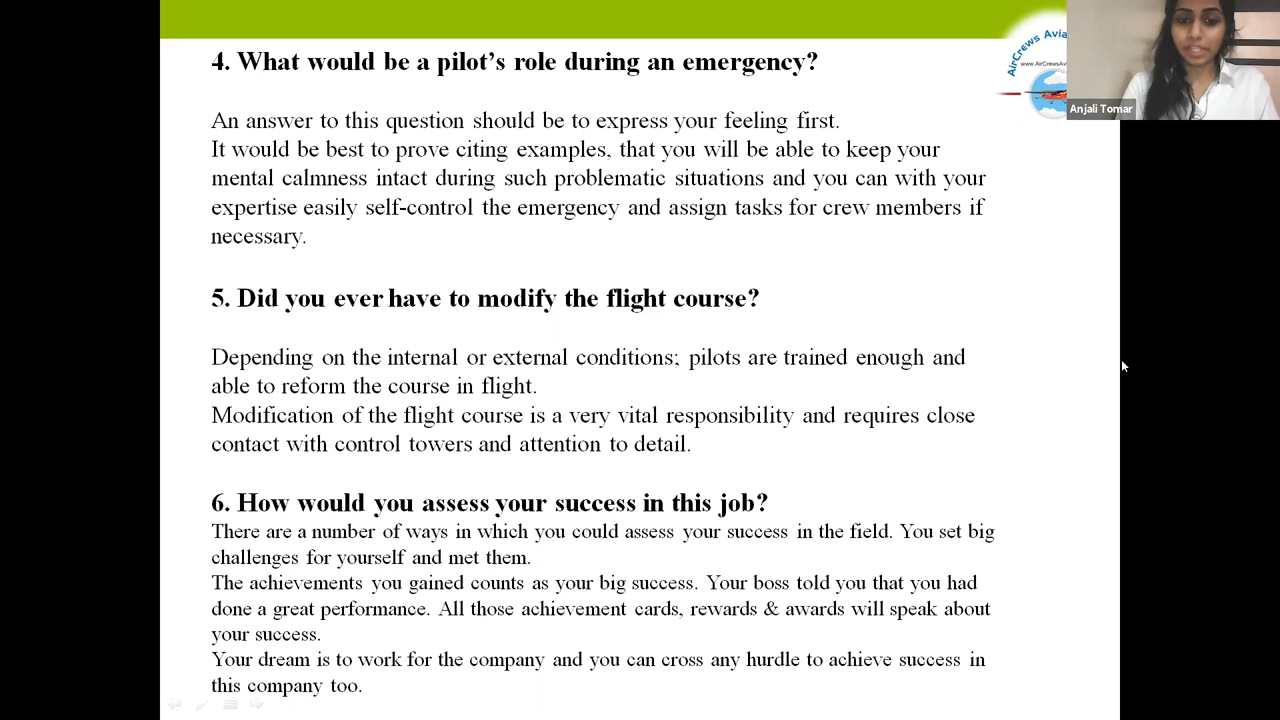 4. What would be a pilot's role during an emergency?
An answer to this question should be to express your feeling first.
It would be best to prove citing examples, that you will be able to keep your
mental calmness intact during such problematic situations and you can with your
expertise easily self-control the emergency and assign tasks for crew members if
necessary.
5. Did you ever have to modify the flight course?
Depending on the internal or external conditions; pilots are trained enough and
able to reform the course in flight.
Modification of the flight course is a very vital responsibility and requires close
contact with control towers and attention to detail.
6. How would you assess your success in this job?
There are a number of ways in which you could assess your success in the field. You set big
challenges for yourself and met them.
The achievements you gained counts as your big success. Your boss told you that you had
done a great performance. All those achievement cards, rewards & awards will speak about
your success.
Your dream is to work for the company and you can cross any hurdle to achieve success in
this company too.
AirCrews Avia
www.AirCrewsAvi
Anjali Tomar